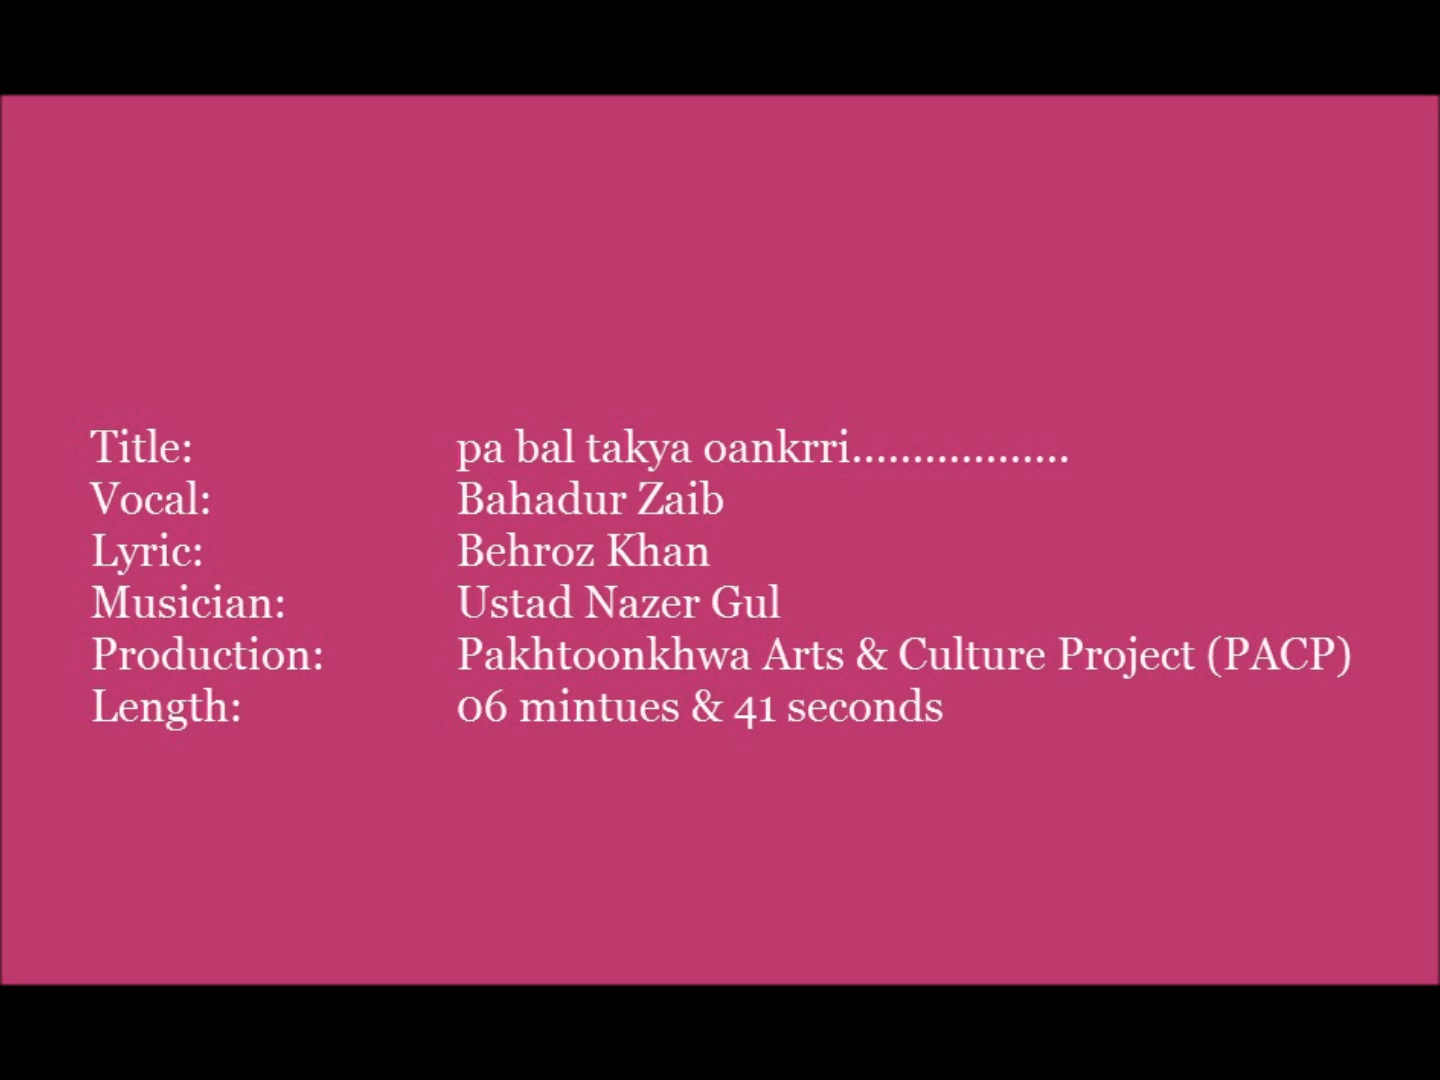 Title: pa bal takya oankrri..................
Vocal: Bahadur Zaib
Lyric: Behroz Khan
Musician: Ustad Nazer Gul
Production: Pakhtoonkhwa Arts & Culture Project (PACP)
Length: 06 mintues & 41 seconds